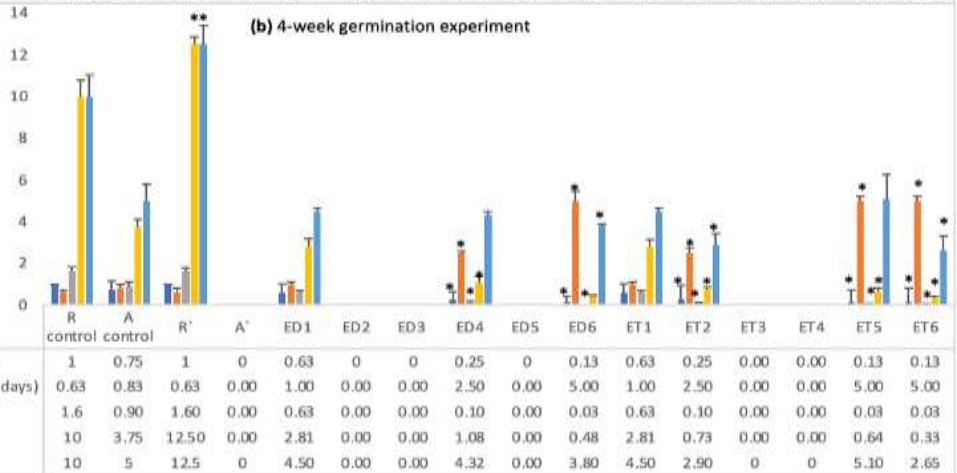 14
** (b) 4-week germination experiment
12
10
8
6
4
2
0
* * * * * * * * * * * * * * * * * * *
R control A control R* A* ED1 ED2 ED3 ED4 ED5 ED6 ET1 ET2 ET3 ET4 ET5 ET6
1 0.75 1 0 0.63 0 0 0.25 0 0.13 0.63 0.25 0.00 0.00 0.13 0.13
days) 0.63 0.83 0.63 0.00 1.00 0.00 0.00 2.50 0.00 5.00 1.00 2.50 0.00 0.00 5.00 5.00
1.6 0.90 1.60 0.00 0.63 0.00 0.00 0.10 0.00 0.03 0.63 0.10 0.00 0.00 0.03 0.03
10 3.75 12.50 0.00 2.81 0.00 0.00 1.08 0.00 0.48 2.81 0.73 0.00 0.00 0.64 0.33
10 5 12.5 0 4.50 0.00 0.00 4.32 0.00 3.80 4.50 2.90 0 0 5.10 2.65